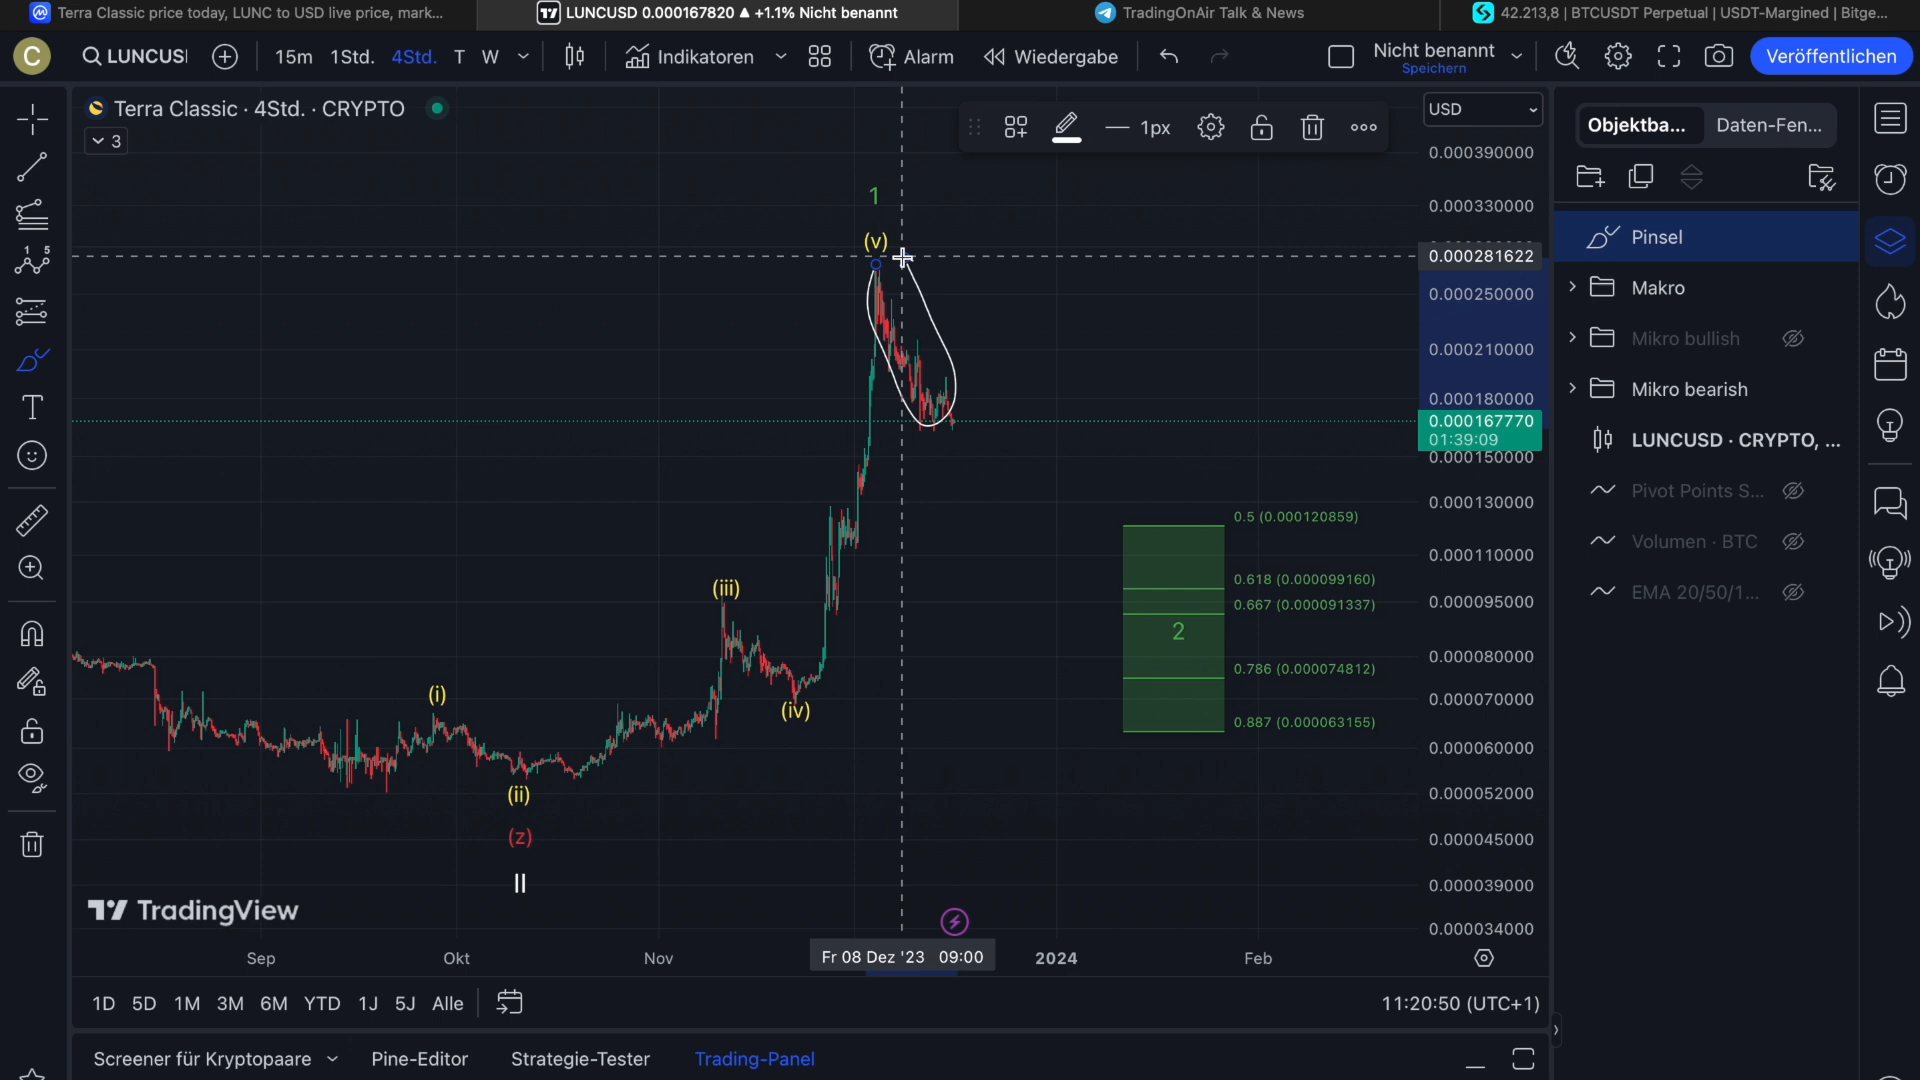 Terra Classic price today, LUNC to USD live price, mark...
LUNCUSD 0.000167820 ▲ +1.1% Nicht benannt
TradingOnAir Talk & News
42.213,8 | BTCUSDT Perpetual | USDT-Margined | Bitge...
C
LUNCUS
15m 1Std. 4Std. T W
Indikatoren
Alarm
Wiedergabe
Nicht benannt
Speichern
Veröffentlichen
Terra Classic · 4Std. · CRYPTO
3
1px
USD
Objektba...
Daten-Fen...
Pinsel
Makro
Mikro bullish
Mikro bearish
LUNCUSD · CRYPTO, ...
Pivot Points S...
Volumen · BTC
EMA 20/50/1...
0.000390000
0.000330000
0.000281622
0.000250000
0.000210000
0.000180000
0.000167770
01:39:09
0.000150000
0.000130000
0.000110000
0.000095000
0.000080000
0.000070000
0.000060000
0.000052000
0.000045000
0.000039000
0.000034000
1
(v)
(iii)
(i)
(iv)
(ii)
(z)
II
0.5 (0.000120859)
0.618 (0.000099160)
0.667 (0.000091337)
2
0.786 (0.000074812)
0.887 (0.000063155)
TradingView
Sep
Okt
Nov
Fr 08 Dez '23 09:00
2024
Feb
1D 5D 1M 3M 6M YTD 1J 5J Alle
11:20:50 (UTC+1)
Screener für Kryptopaare
Pine-Editor
Strategie-Tester
Trading-Panel